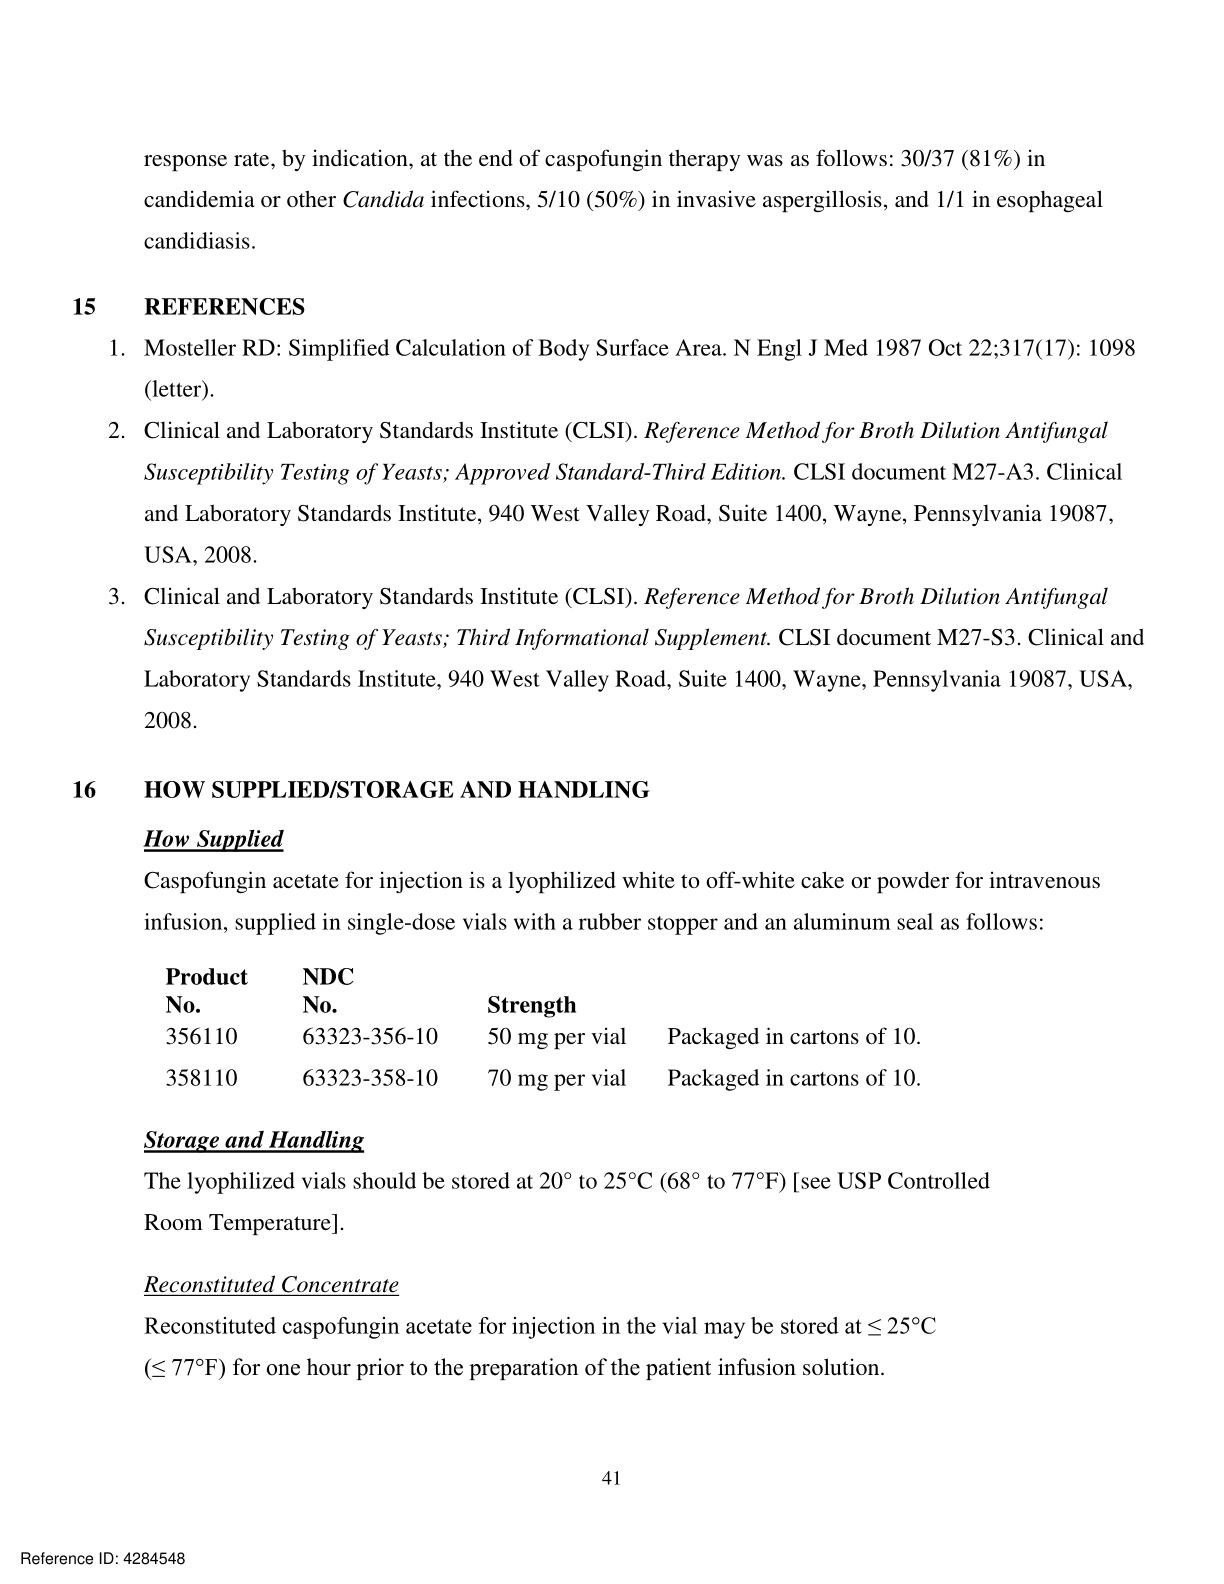 response rate, by indication, at the end of caspofungin therapy was as follows: 30/37 (81%) in
candidemia or other Candida infections, 5/10 (50%) in invasive aspergillosis, and 1/1 in esophageal
candidiasis.
15 REFERENCES
1. Mosteller RD: Simplified Calculation of Body Surface Area. N Engl J Med 1987 Oct 22;317(17): 1098
(letter).
2. Clinical and Laboratory Standards Institute (CLSI). Reference Method for Broth Dilution Antifungal
Susceptibility Testing of Yeasts; Approved Standard-Third Edition. CLSI document M27-A3. Clinical
and Laboratory Standards Institute, 940 West Valley Road, Suite 1400, Wayne, Pennsylvania 19087,
USA, 2008.
3. Clinical and Laboratory Standards Institute (CLSI). Reference Method for Broth Dilution Antifungal
Susceptibility Testing of Yeasts; Third Informational Supplement. CLSI document M27-S3. Clinical and
Laboratory Standards Institute, 940 West Valley Road, Suite 1400, Wayne, Pennsylvania 19087, USA,
2008.
16 HOW SUPPLIED/STORAGE AND HANDLING
How Supplied
Caspofungin acetate for injection is a lyophilized white to off-white cake or powder for intravenous
infusion, supplied in single-dose vials with a rubber stopper and an aluminum seal as follows:
Product NDC
No. No. Strength
356110 63323-356-10 50 mg per vial Packaged in cartons of 10.
358110 63323-358-10 70 mg per vial Packaged in cartons of 10.
Storage and Handling
The lyophilized vials should be stored at 20° to 25°C (68° to 77°F) [see USP Controlled
Room Temperature].
Reconstituted Concentrate
Reconstituted caspofungin acetate for injection in the vial may be stored at ≤ 25°C
(≤ 77°F) for one hour prior to the preparation of the patient infusion solution.
41
Reference ID: 4284548